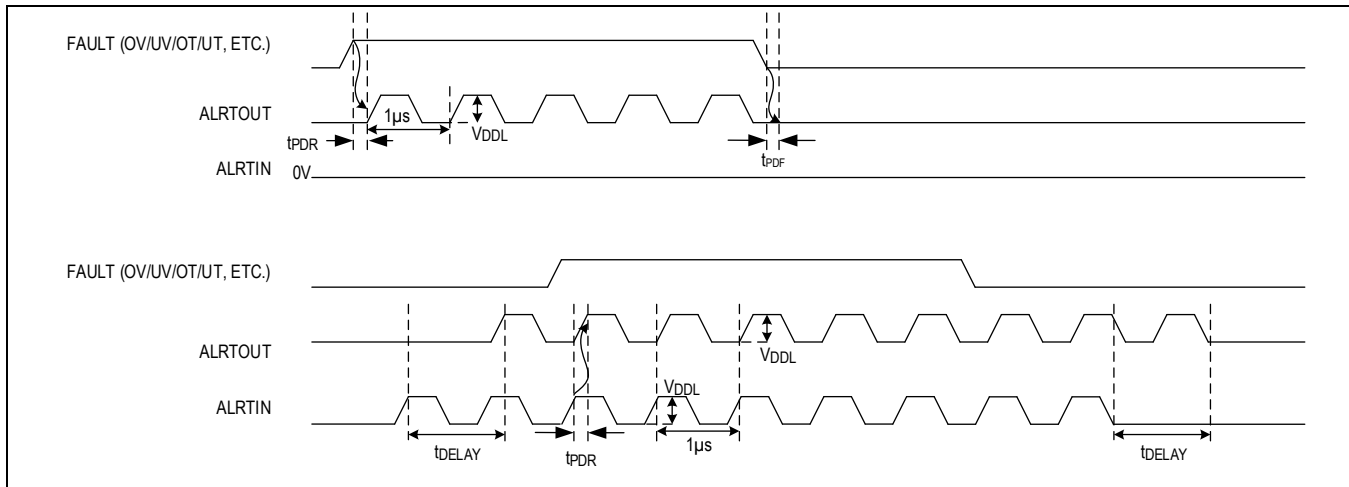 FAULT (OV/UV/OT/UT, ETC.)
ALRTOUT
1µs
VDDL
tPDR
tPDF
ALRTIN 0V
FAULT (OV/UV/OT/UT, ETC.)
ALRTOUT
VDDL
ALRTIN
VDDL
tDELAY
tPDR
1µs
tDELAY